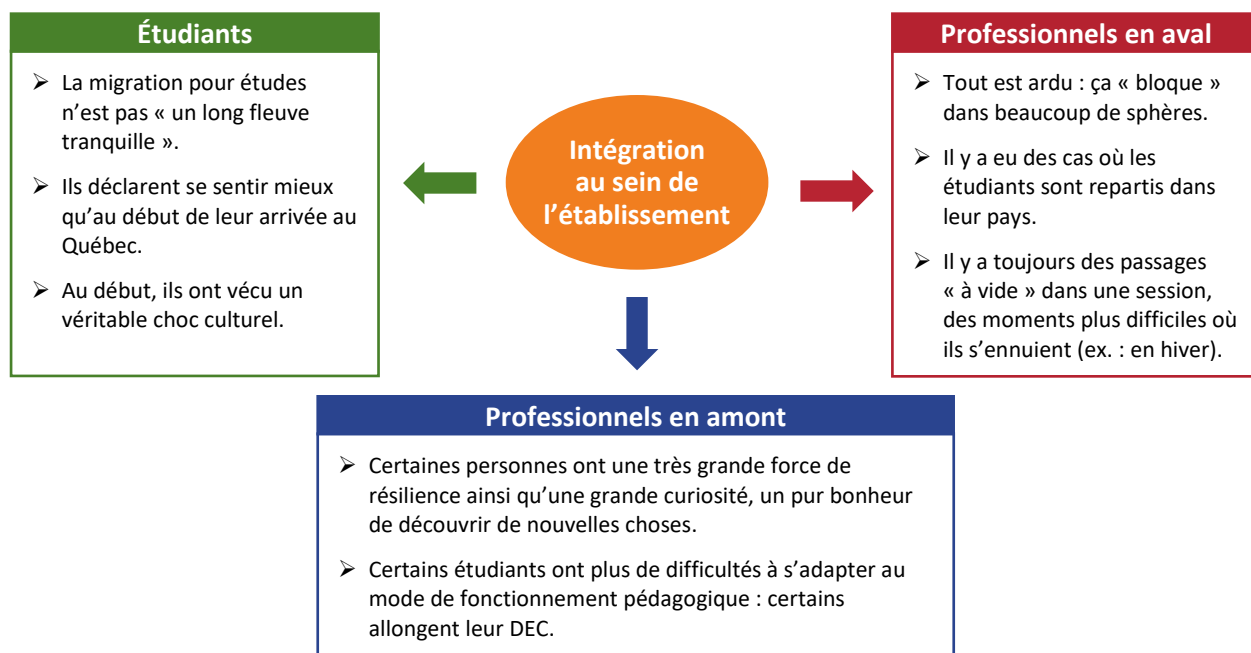 Étudiants
➢ La migration pour études
n’est pas « un long fleuve
tranquille ».
➢ Ils déclarent se sentir mieux
qu’au début de leur arrivée au
Québec.
➢ Au début, ils ont vécu un
véritable choc culturel.
Intégration
au sein de
l’établissement
Professionnels en aval
➢ Tout est ardu : ça « bloque »
dans beaucoup de sphères.
➢ Il y a eu des cas où les
étudiants sont repartis dans
leur pays.
➢ Il y a toujours des passages
« à vide » dans une session,
des moments plus difficiles où
ils s’ennuient (ex. : en hiver).
Professionnels en amont
➢ Certaines personnes ont une très grande force de
résilience ainsi qu’une grande curiosité, un pur bonheur
de découvrir de nouvelles choses.
➢ Certains étudiants ont plus de difficultés à s’adapter au
mode de fonctionnement pédagogique : certains
allongent leur DEC.